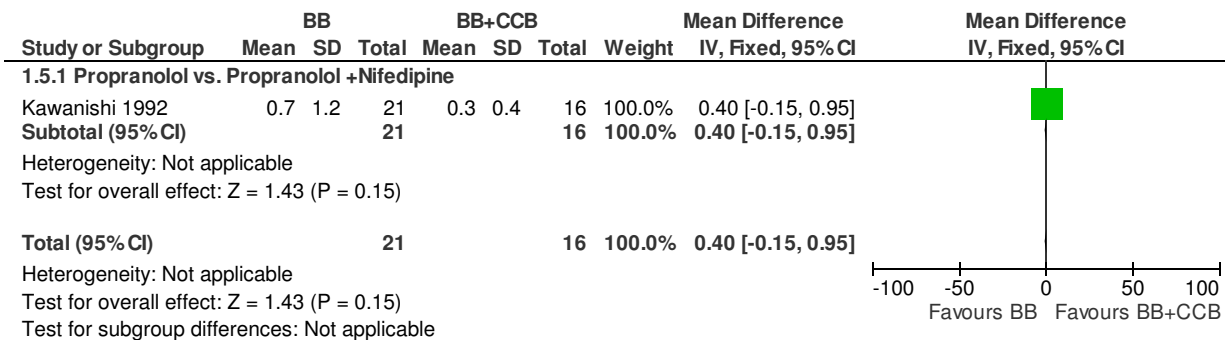 BB BB+CCB Mean Difference Mean Difference
Study or Subgroup Mean SD Total Mean SD Total Weight IV, Fixed, 95% CI IV, Fixed, 95% CI
1.5.1 Propranolol vs. Propranolol +Nifedipine
Kawanishi 1992 0.7 1.2 21 0.3 0.4 16 100.0% 0.40 [-0.15, 0.95]
Subtotal (95% CI) 21 16 100.0% 0.40 [-0.15, 0.95]
Heterogeneity: Not applicable
Test for overall effect: Z = 1.43 (P = 0.15)
Total (95% CI) 21 16 100.0% 0.40 [-0.15, 0.95]
Heterogeneity: Not applicable
Test for overall effect: Z = 1.43 (P = 0.15)
Test for subgroup differences: Not applicable
-100 -50 0 50 100
Favours BB Favours BB+CCB